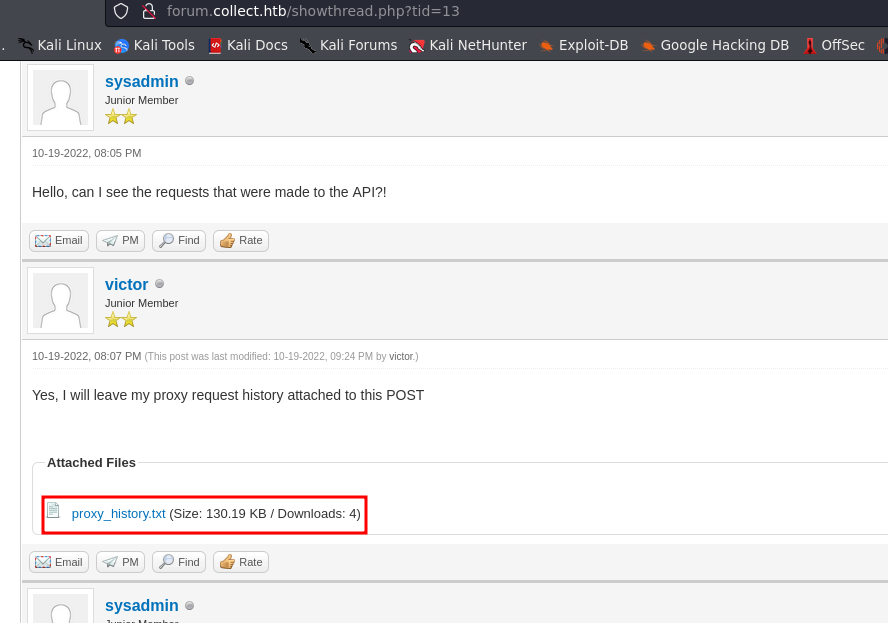 forum.collect.htb/showthread.php?tid=13
. Kali Linux Kali Tools Kali Docs Kali Forums Kali NetHunter Exploit-DB Google Hacking DB OffSec
sysadmin
Junior Member
10-19-2022, 08:05 PM
Hello, can I see the requests that were made to the API?!
Email PM Find Rate
victor
Junior Member
10-19-2022, 08:07 PM (This post was last modified: 10-19-2022, 09:24 PM by victor.)
Yes, I will leave my proxy request history attached to this POST
Attached Files
proxy_history.txt (Size: 130.19 KB / Downloads: 4)
Email PM Find Rate
sysadmin
Junior Member